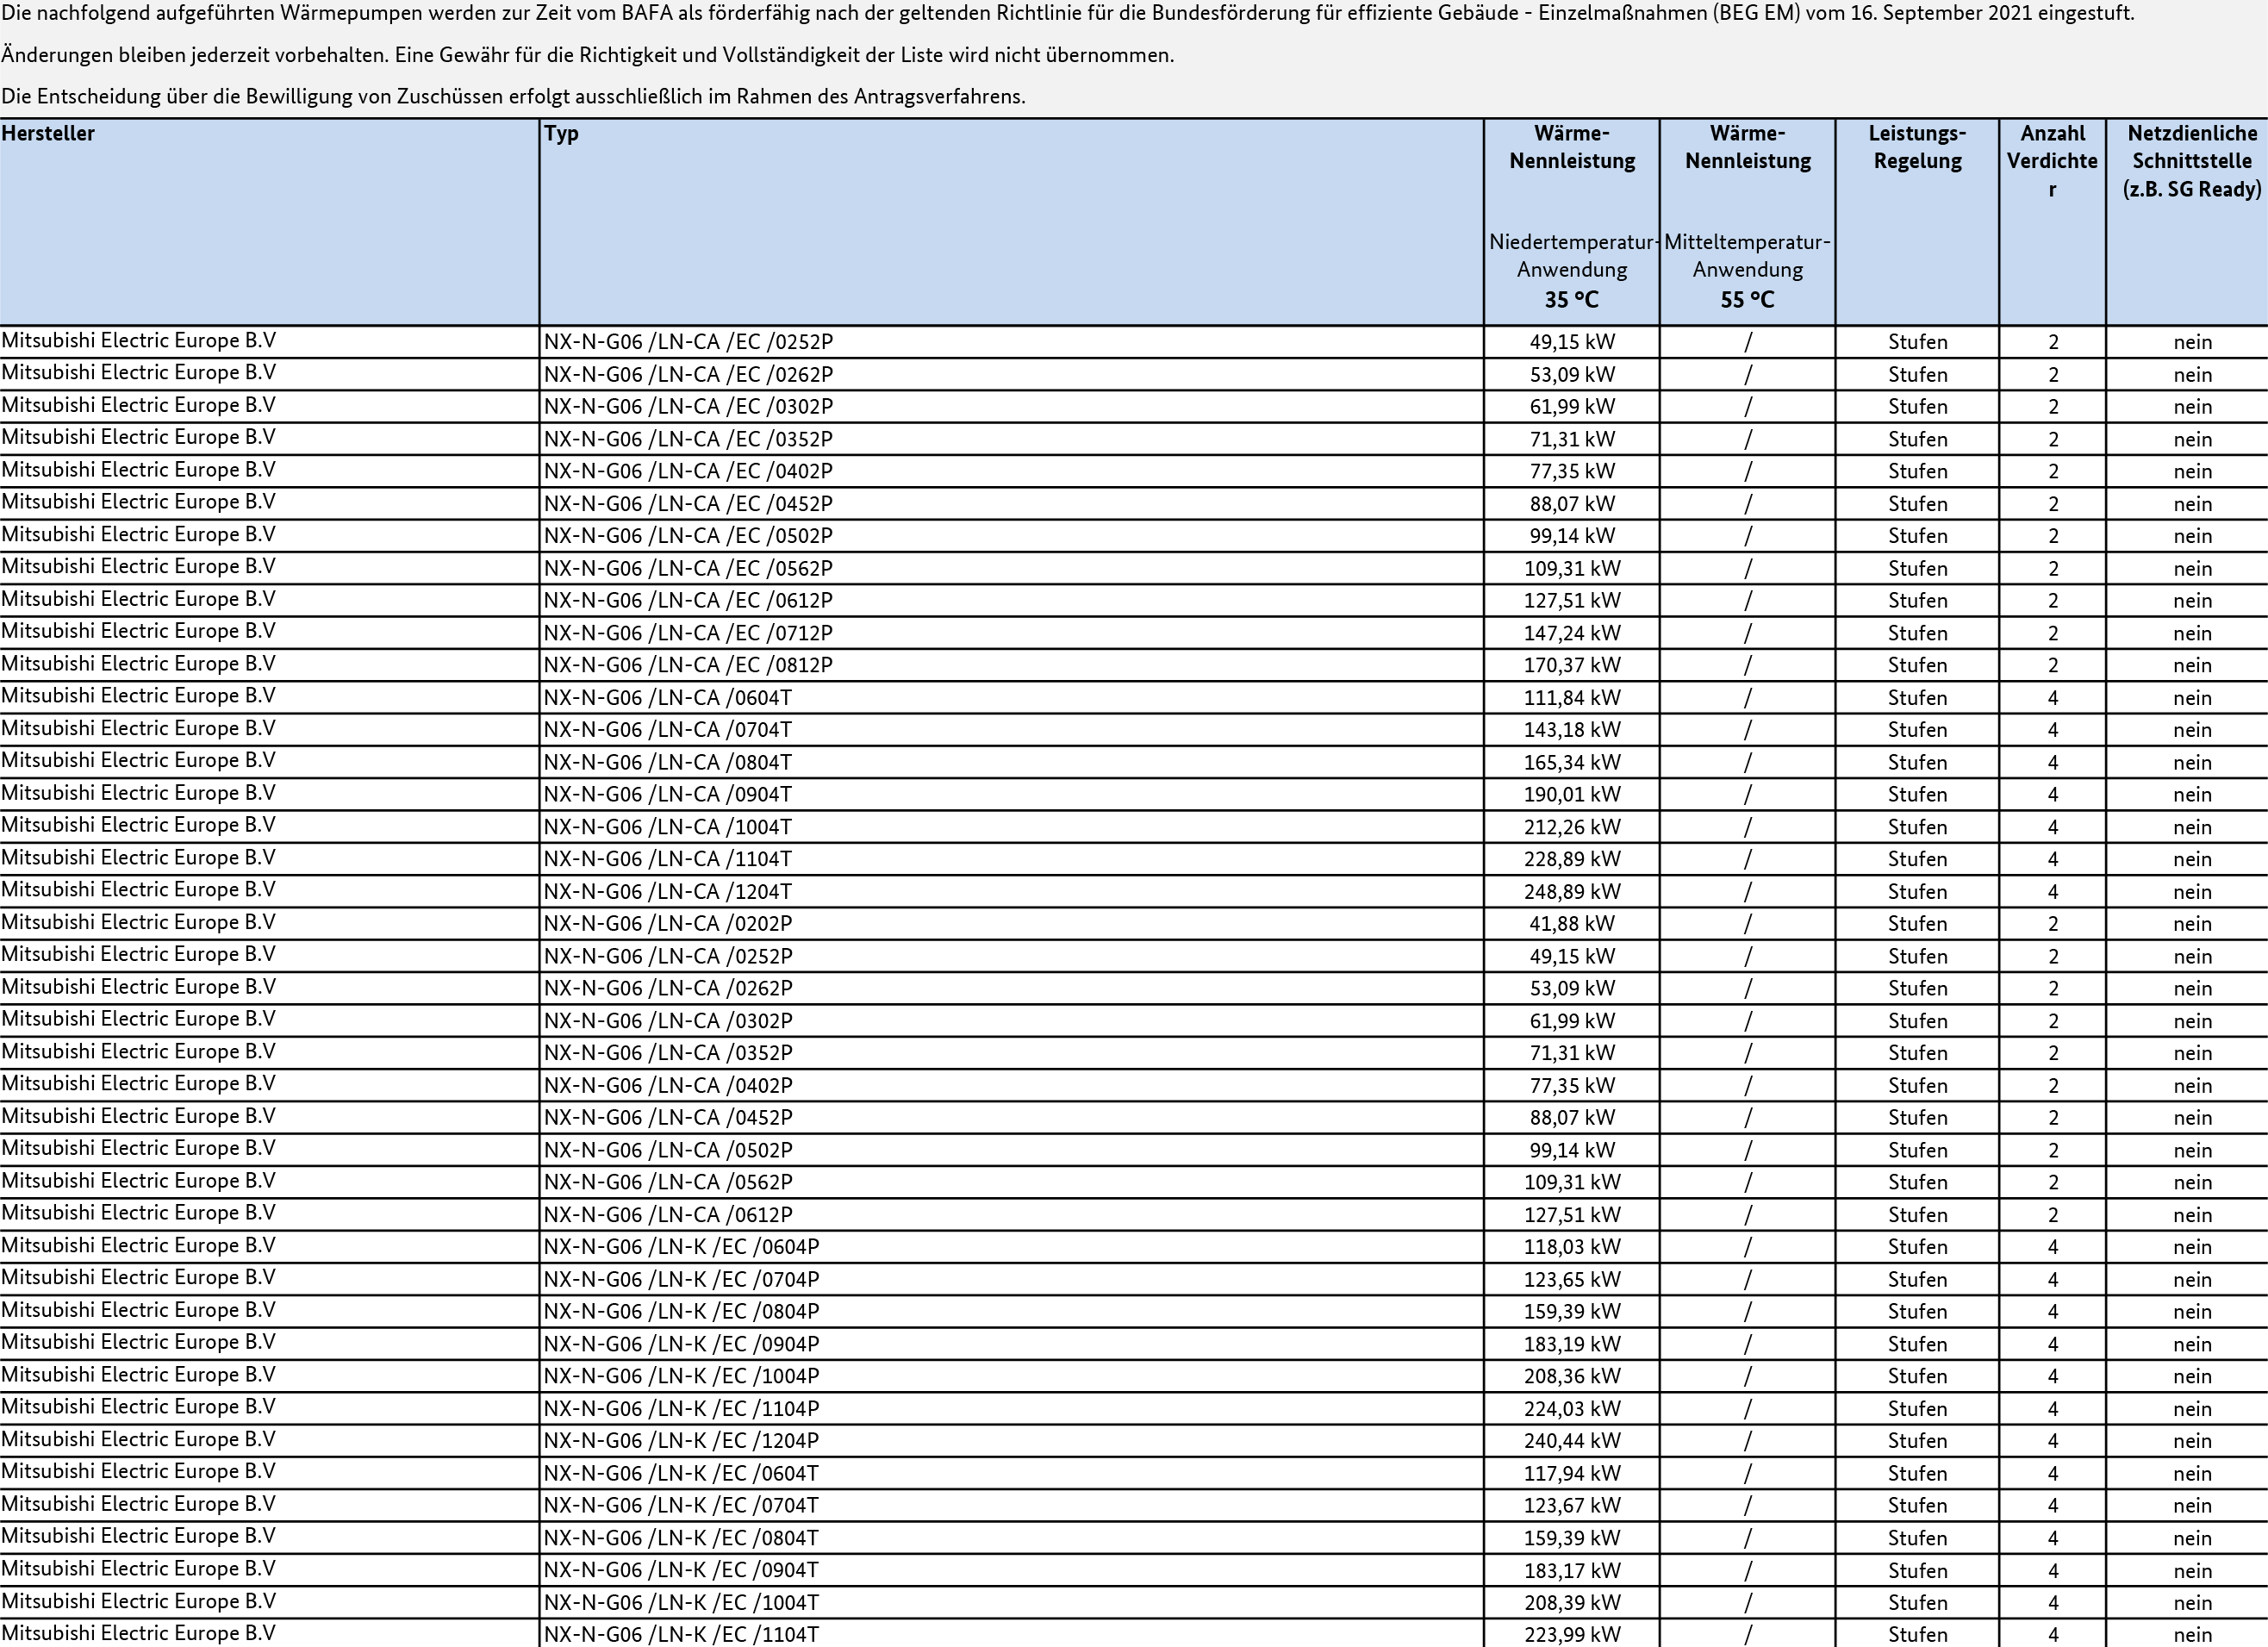 Die nachfolgend aufgeführten Wärmepumpen werden zur Zeit vom BAFA als förderfähig nach der geltenden Richtlinie für die Bundesförderung für effiziente Gebäude - Einzelmaßnahmen (BEG EM) vom 16. September 2021 eingestuft.
Änderungen bleiben jederzeit vorbehalten. Eine Gewähr für die Richtigkeit und Vollständigkeit der Liste wird nicht übernommen.
Die Entscheidung über die Bewilligung von Zuschüssen erfolgt ausschließlich im Rahmen des Antragsverfahrens.
Hersteller Typ Wärme- Wärme- Leistungs- Anzahl Netzdienliche
Nennleistung Nennleistung Regelung Verdichte Schnittstelle
r (z.B. SG Ready)
Niedertemperatur- Mitteltemperatur-
Anwendung Anwendung
35 °C 55 °C
Mitsubishi Electric Europe B.V NX-N-G06 /LN-CA /EC /0252P 49,15 kW / Stufen 2 nein
Mitsubishi Electric Europe B.V NX-N-G06 /LN-CA /EC /0262P 53,09 kW / Stufen 2 nein
Mitsubishi Electric Europe B.V NX-N-G06 /LN-CA /EC /0302P 61,99 kW / Stufen 2 nein
Mitsubishi Electric Europe B.V NX-N-G06 /LN-CA /EC /0352P 71,31 kW / Stufen 2 nein
Mitsubishi Electric Europe B.V NX-N-G06 /LN-CA /EC /0402P 77,35 kW / Stufen 2 nein
Mitsubishi Electric Europe B.V NX-N-G06 /LN-CA /EC /0452P 88,07 kW / Stufen 2 nein
Mitsubishi Electric Europe B.V NX-N-G06 /LN-CA /EC /0502P 99,14 kW / Stufen 2 nein
Mitsubishi Electric Europe B.V NX-N-G06 /LN-CA /EC /0562P 109,31 kW / Stufen 2 nein
Mitsubishi Electric Europe B.V NX-N-G06 /LN-CA /EC /0612P 127,51 kW / Stufen 2 nein
Mitsubishi Electric Europe B.V NX-N-G06 /LN-CA /EC /0712P 147,24 kW / Stufen 2 nein
Mitsubishi Electric Europe B.V NX-N-G06 /LN-CA /EC /0812P 170,37 kW / Stufen 2 nein
Mitsubishi Electric Europe B.V NX-N-G06 /LN-CA /0604T 111,84 kW / Stufen 4 nein
Mitsubishi Electric Europe B.V NX-N-G06 /LN-CA /0704T 143,18 kW / Stufen 4 nein
Mitsubishi Electric Europe B.V NX-N-G06 /LN-CA /0804T 165,34 kW / Stufen 4 nein
Mitsubishi Electric Europe B.V NX-N-G06 /LN-CA /0904T 190,01 kW / Stufen 4 nein
Mitsubishi Electric Europe B.V NX-N-G06 /LN-CA /1004T 212,26 kW / Stufen 4 nein
Mitsubishi Electric Europe B.V NX-N-G06 /LN-CA /1104T 228,89 kW / Stufen 4 nein
Mitsubishi Electric Europe B.V NX-N-G06 /LN-CA /1204T 248,89 kW / Stufen 4 nein
Mitsubishi Electric Europe B.V NX-N-G06 /LN-CA /0202P 41,88 kW / Stufen 2 nein
Mitsubishi Electric Europe B.V NX-N-G06 /LN-CA /0252P 49,15 kW / Stufen 2 nein
Mitsubishi Electric Europe B.V NX-N-G06 /LN-CA /0262P 53,09 kW / Stufen 2 nein
Mitsubishi Electric Europe B.V NX-N-G06 /LN-CA /0302P 61,99 kW / Stufen 2 nein
Mitsubishi Electric Europe B.V NX-N-G06 /LN-CA /0352P 71,31 kW / Stufen 2 nein
Mitsubishi Electric Europe B.V NX-N-G06 /LN-CA /0402P 77,35 kW / Stufen 2 nein
Mitsubishi Electric Europe B.V NX-N-G06 /LN-CA /0452P 88,07 kW / Stufen 2 nein
Mitsubishi Electric Europe B.V NX-N-G06 /LN-CA /0502P 99,14 kW / Stufen 2 nein
Mitsubishi Electric Europe B.V NX-N-G06 /LN-CA /0562P 109,31 kW / Stufen 2 nein
Mitsubishi Electric Europe B.V NX-N-G06 /LN-CA /0612P 127,51 kW / Stufen 2 nein
Mitsubishi Electric Europe B.V NX-N-G06 /LN-K /EC /0604P 118,03 kW / Stufen 4 nein
Mitsubishi Electric Europe B.V NX-N-G06 /LN-K /EC /0704P 123,65 kW / Stufen 4 nein
Mitsubishi Electric Europe B.V NX-N-G06 /LN-K /EC /0804P 159,39 kW / Stufen 4 nein
Mitsubishi Electric Europe B.V NX-N-G06 /LN-K /EC /0904P 183,19 kW / Stufen 4 nein
Mitsubishi Electric Europe B.V NX-N-G06 /LN-K /EC /1004P 208,36 kW / Stufen 4 nein
Mitsubishi Electric Europe B.V NX-N-G06 /LN-K /EC /1104P 224,03 kW / Stufen 4 nein
Mitsubishi Electric Europe B.V NX-N-G06 /LN-K /EC /1204P 240,44 kW / Stufen 4 nein
Mitsubishi Electric Europe B.V NX-N-G06 /LN-K /EC /0604T 117,94 kW / Stufen 4 nein
Mitsubishi Electric Europe B.V NX-N-G06 /LN-K /EC /0704T 123,67 kW / Stufen 4 nein
Mitsubishi Electric Europe B.V NX-N-G06 /LN-K /EC /0804T 159,39 kW / Stufen 4 nein
Mitsubishi Electric Europe B.V NX-N-G06 /LN-K /EC /0904T 183,17 kW / Stufen 4 nein
Mitsubishi Electric Europe B.V NX-N-G06 /LN-K /EC /1004T 208,39 kW / Stufen 4 nein
Mitsubishi Electric Europe B.V NX-N-G06 /LN-K /EC /1104T 223,99 kW / Stufen 4 nein